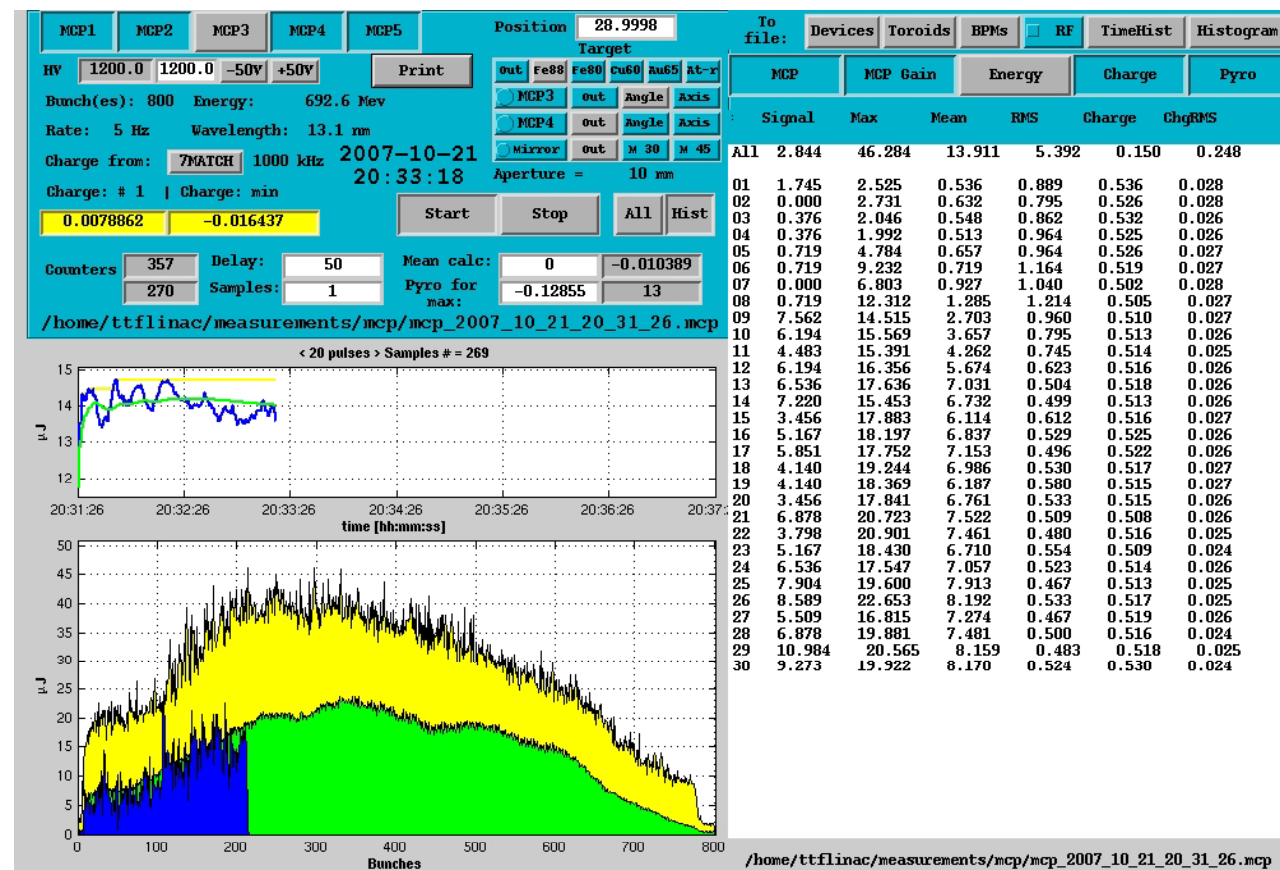 MCP1 MCP2 MCP3 MCP4 MCP5
Position 28.9998
Target
HV 1200.0 1200.0 -50V +50V Print
Out Fe88 Fe80 Cu60 Au65 At-r
Bunch(es): 800 Energy: 692.6 Mev
MCP3 Out Angle Axis
Rate: 5 Hz Wavelength: 13.1 nm
MCP4 Out Angle Axis
Charge from: 7MATCH 1000 kHz 2007-10-21
Mirror Out M 30 M 45
20:33:18
Aperture = 10 mm
Charge: # 1 | Charge: min
0.0078862 -0.016437
Start Stop All Hist
Counters 357 Delay: 50 Mean calc: 0 -0.010389
270 Samples: 1 Pyro for max: -0.12855 13
/home/ttflinac/measurements/mcp/mcp_2007_10_21_20_31_26.mcp
< 20 pulses > Samples # = 269
15
14
13
12
µJ
20:31:26 20:32:26 20:33:26 20:34:26 20:35:26 20:36:26 20:37:
time [hh:mm:ss]
50
45
40
35
30
25
20
15
10
5
0
µJ
0 100 200 300 400 500 600 700 800
Bunches
To file: Devices Toroids BPMs RF TimeHist Histogram
MCP MCP Gain Energy Charge Pyro
: Signal Max Mean RMS Charge ChgRMS
All 2.844 46.284 13.911 5.392 0.150 0.248
01 1.745 2.525 0.536 0.889 0.536 0.028
02 0.000 2.731 0.632 0.795 0.526 0.028
03 0.376 2.046 0.548 0.862 0.532 0.026
04 0.376 1.992 0.513 0.964 0.525 0.026
05 0.719 4.784 0.657 0.964 0.526 0.027
06 0.719 9.232 0.719 1.164 0.519 0.027
07 0.000 6.803 0.927 1.040 0.502 0.028
08 0.719 12.312 1.285 1.214 0.505 0.027
09 7.562 14.515 2.703 0.960 0.510 0.027
10 6.194 15.569 3.657 0.795 0.513 0.026
11 4.483 15.391 4.262 0.745 0.514 0.025
12 6.194 16.356 5.674 0.623 0.516 0.026
13 6.536 17.636 7.031 0.504 0.518 0.026
14 7.220 15.453 6.732 0.499 0.513 0.026
15 3.456 17.883 6.114 0.612 0.516 0.027
16 5.167 18.197 6.837 0.529 0.525 0.026
17 5.851 17.752 7.153 0.496 0.522 0.026
18 4.140 19.244 6.986 0.530 0.517 0.027
19 4.140 18.369 6.187 0.580 0.515 0.027
20 3.456 17.841 6.761 0.533 0.515 0.026
21 6.878 20.723 7.522 0.509 0.508 0.026
22 3.798 20.901 7.461 0.480 0.516 0.025
23 5.167 18.430 6.710 0.554 0.509 0.024
24 6.536 17.547 7.057 0.523 0.514 0.026
25 7.904 19.600 7.913 0.467 0.513 0.025
26 8.589 22.653 8.192 0.533 0.517 0.025
27 5.509 16.815 7.274 0.467 0.519 0.026
28 6.878 19.881 7.481 0.500 0.516 0.024
29 10.984 20.565 8.159 0.483 0.518 0.025
30 9.273 19.922 8.170 0.524 0.530 0.024
/home/ttflinac/measurements/mcp/mcp_2007_10_21_20_31_26.mcp